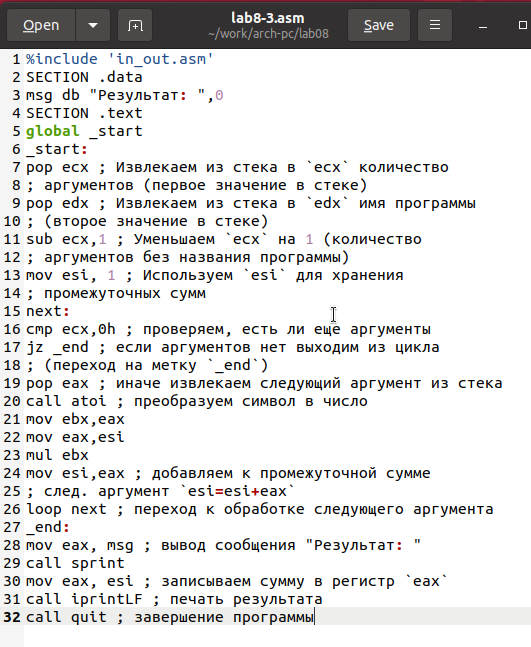 Open lab8-3.asm Save
~/work/arch-pc/lab08
1 %include 'in_out.asm'
2 SECTION .data
3 msg db "Результат: ",0
4 SECTION .text
5 global _start
6 _start:
7 pop ecx ; Извлекаем из стека в `ecx` количество
8 ; аргументов (первое значение в стеке)
9 pop edx ; Извлекаем из стека в `edx` имя программы
10 ; (второе значение в стеке)
11 sub ecx,1 ; Уменьшаем `ecx` на 1 (количество
12 ; аргументов без названия программы)
13 mov esi, 1 ; Используем `esi` для хранения
14 ; промежуточных сумм
15 next:
16 cmp ecx,0h ; проверяем, есть ли еще аргументы
17 jz _end ; если аргументов нет выходим из цикла
18 ; (переход на метку `_end`)
19 pop eax ; иначе извлекаем следующий аргумент из стека
20 call atoi ; преобразуем символ в число
21 mov ebx,eax
22 mov eax,esi
23 mul ebx
24 mov esi,eax ; добавляем к промежуточной сумме
25 ; след. аргумент `esi=esi+eax`
26 loop next ; переход к обработке следующего аргумента
27 _end:
28 mov eax, msg ; вывод сообщения "Результат: "
29 call sprint
30 mov eax, esi ; записываем сумму в регистр `eax`
31 call iprintLF ; печать результата
32 call quit ; завершение программы